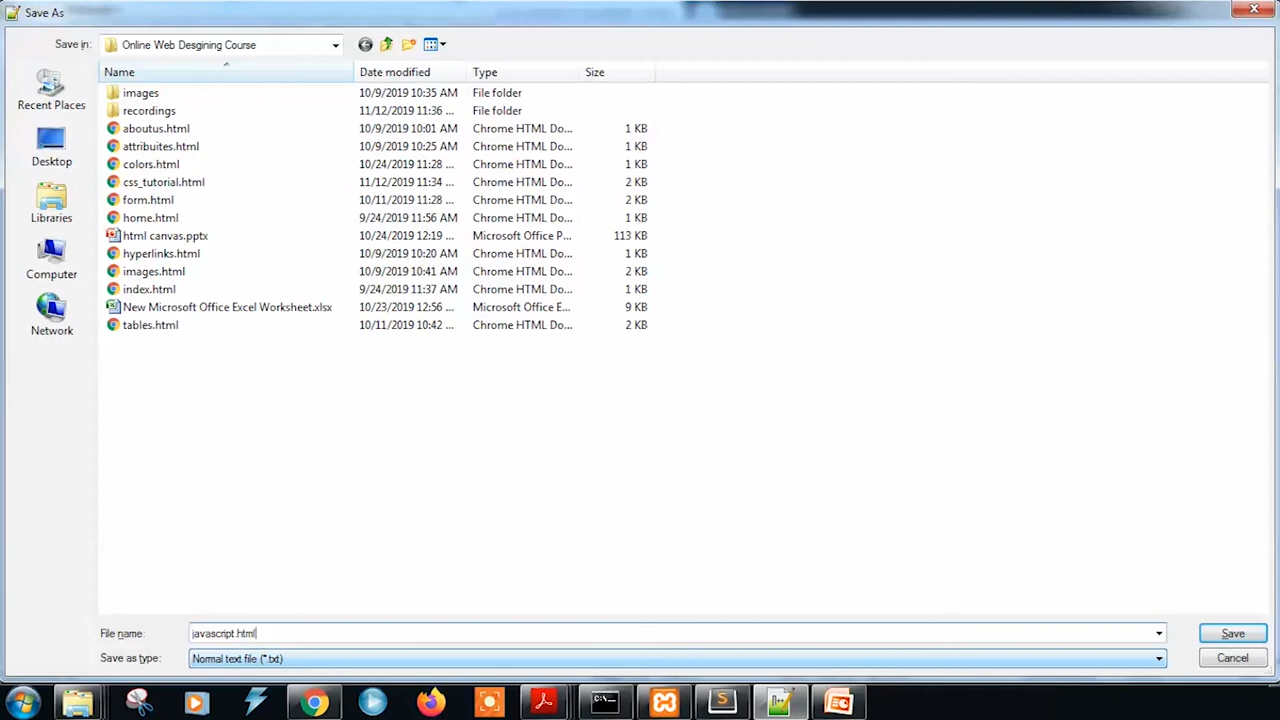 Save As
Save in: Online Web Desgining Course
Name Date modified Type Size
images 10/9/2019 10:35 AM File folder
recordings 11/12/2019 11:36 ... File folder
aboutus.html 10/9/2019 10:01 AM Chrome HTML Do... 1 KB
attribuites.html 10/9/2019 10:25 AM Chrome HTML Do... 1 KB
colors.html 10/24/2019 11:28 ... Chrome HTML Do... 1 KB
css_tutorial.html 11/12/2019 11:34 ... Chrome HTML Do... 2 KB
form.html 10/11/2019 11:28 ... Chrome HTML Do... 2 KB
home.html 9/24/2019 11:56 AM Chrome HTML Do... 1 KB
html canvas.pptx 10/24/2019 12:19 ... Microsoft Office P... 113 KB
hyperlinks.html 10/9/2019 10:20 AM Chrome HTML Do... 1 KB
images.html 10/9/2019 10:41 AM Chrome HTML Do... 2 KB
index.html 9/24/2019 11:37 AM Chrome HTML Do... 1 KB
New Microsoft Office Excel Worksheet.xlsx 10/23/2019 12:56 ... Microsoft Office E... 9 KB
tables.html 10/11/2019 10:42 ... Chrome HTML Do... 2 KB
Recent Places
Desktop
Libraries
Computer
Network
File name: javascript.html Save
Save as type: Normal text file (*.txt) Cancel